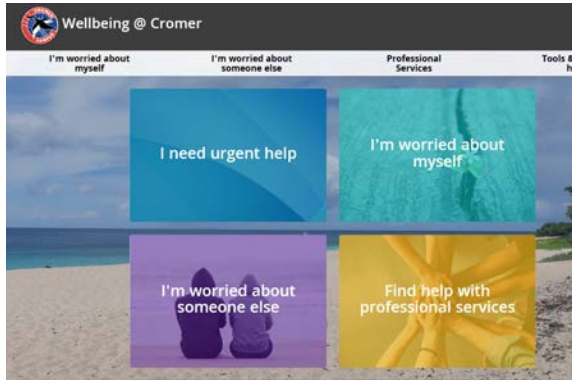 Wellbeing @ Cromer
I'm worried about
myself
I'm worried about
someone else
Professional
Services
Tools &
I need urgent help
I'm worried about
myself
I'm worried about
someone else
Find help with
professional services